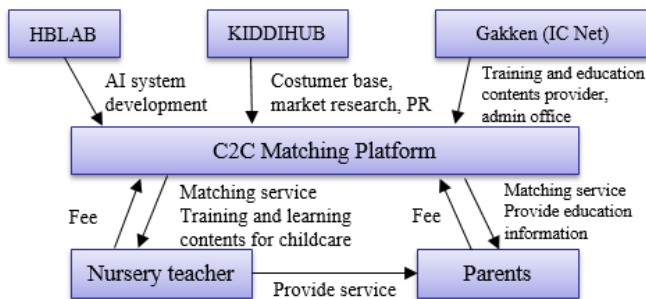 HBLAB
KIDDIHUB
Gakken (IC Net)
AI system
development
Costumer base,
market research, PR
Training and education
contents provider,
admin office
C2C Matching Platform
Fee
Matching service
Training and learning
contents for childcare
Fee
Matching service
Provide education
information
Nursery teacher
Provide service
Parents